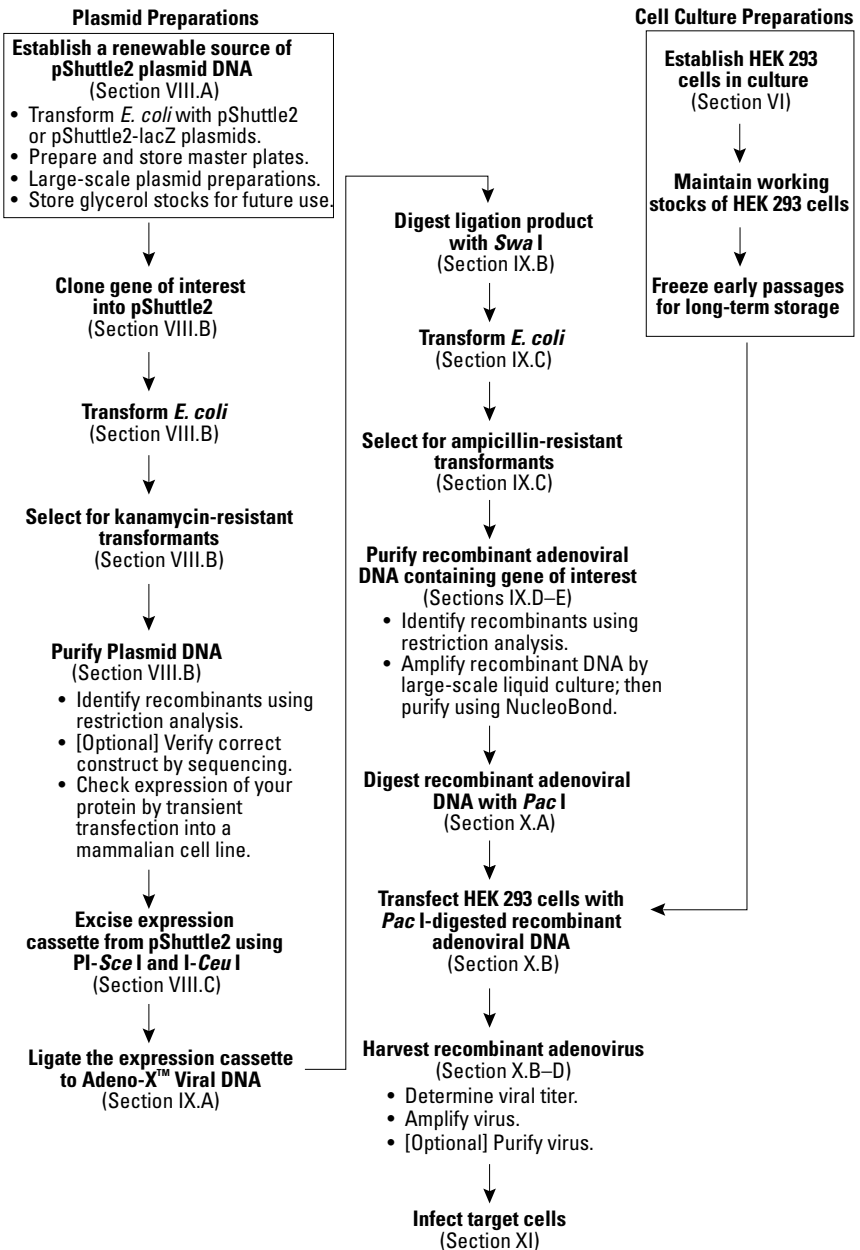 Plasmid Preparations
Establish a renewable source of
pShuttle2 plasmid DNA
(Section VIII.A)
• Transform E. coli with pShuttle2
or pShuttle2-lacZ plasmids.
• Prepare and store master plates.
• Large-scale plasmid preparations.
• Store glycerol stocks for future use.
Clone gene of interest
into pShuttle2
(Section VIII.B)
Transform E. coli
(Section VIII.B)
Select for kanamycin-resistant
transformants
(Section VIII.B)
Purify Plasmid DNA
(Section VIII.B)
• Identify recombinants using
restriction analysis.
• [Optional] Verify correct
construct by sequencing.
• Check expression of your
protein by transient
transfection into a
mammalian cell line.
Excise expression
cassette from pShuttle2 using
PI-Sce I and I-Ceu I
(Section VIII.C)
Ligate the expression cassette
to Adeno-X™ Viral DNA
(Section IX.A)
Digest ligation product
with Swa I
(Section IX.B)
Transform E. coli
(Section IX.C)
Select for ampicillin-resistant
transformants
(Section IX.C)
Purify recombinant adenoviral
DNA containing gene of interest
(Sections IX.D–E)
• Identify recombinants using
restriction analysis.
• Amplify recombinant DNA by
large-scale liquid culture; then
purify using NucleoBond.
Digest recombinant adenoviral
DNA with Pac I
(Section X.A)
Transfect HEK 293 cells with
Pac I-digested recombinant
adenoviral DNA
(Section X.B)
Harvest recombinant adenovirus
(Section X.B–D)
• Determine viral titer.
• Amplify virus.
• [Optional] Purify virus.
Infect target cells
(Section XI)
Cell Culture Preparations
Establish HEK 293
cells in culture
(Section VI)
Maintain working
stocks of HEK 293 cells
Freeze early passages
for long-term storage